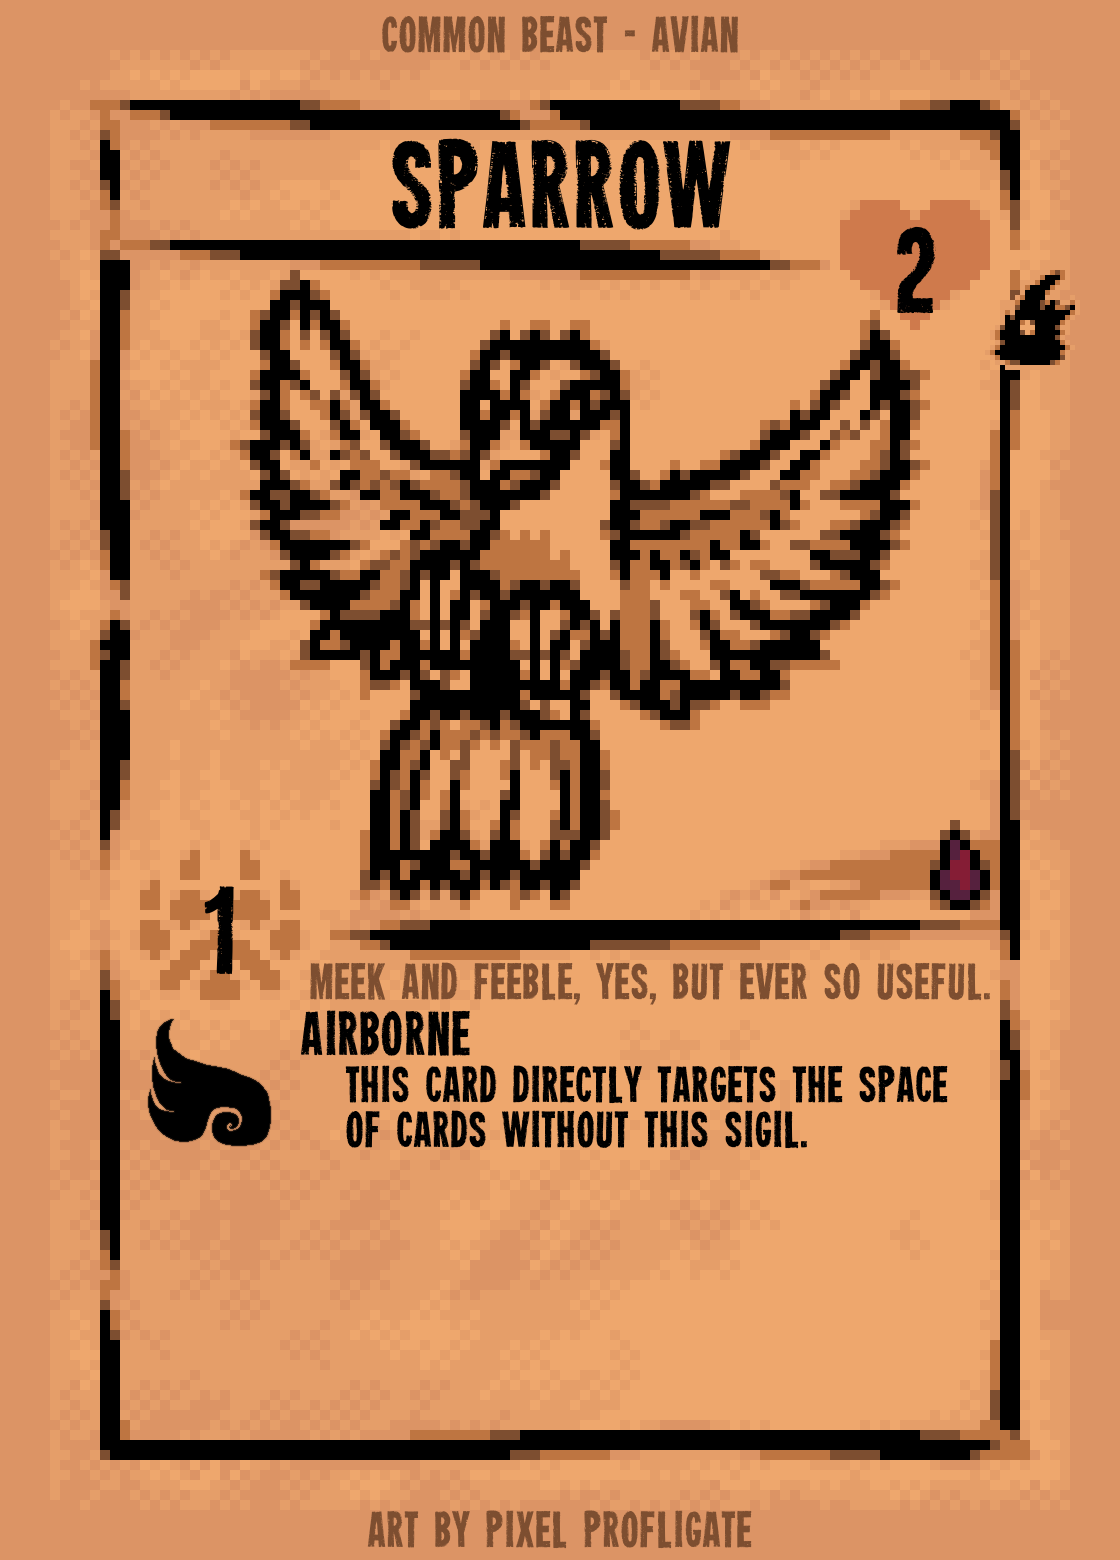 COMMON BEAST - AVIAN
SPARROW
2
1
MEEK AND FEEBLE, YES, BUT EVER SO USEFUL.
AIRBORNE
THIS CARD DIRECTLY TARGETS THE SPACE
OF CARDS WITHOUT THIS SIGIL.
ART BY PIXEL PROFLIGATE